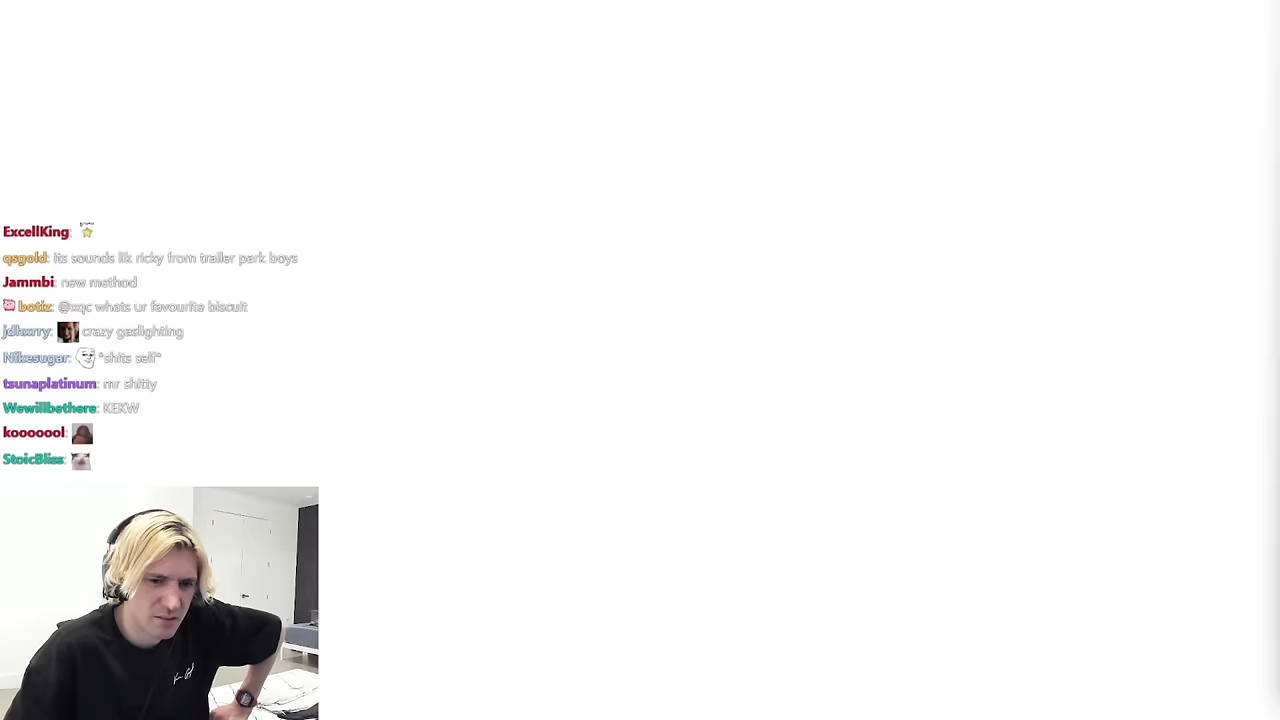 ExcellKing:
qsgold: Its sounds lik ricky from trailer park boys
Jammbi: new method
botiz: @xqc whats ur favourite biscuit
jdhxrry: crazy gaslighting
Nikesugar: *shits self*
tsunaplatinum: mr shitty
Wewillbethere: KEKW
kooooool:
StoicBliss: